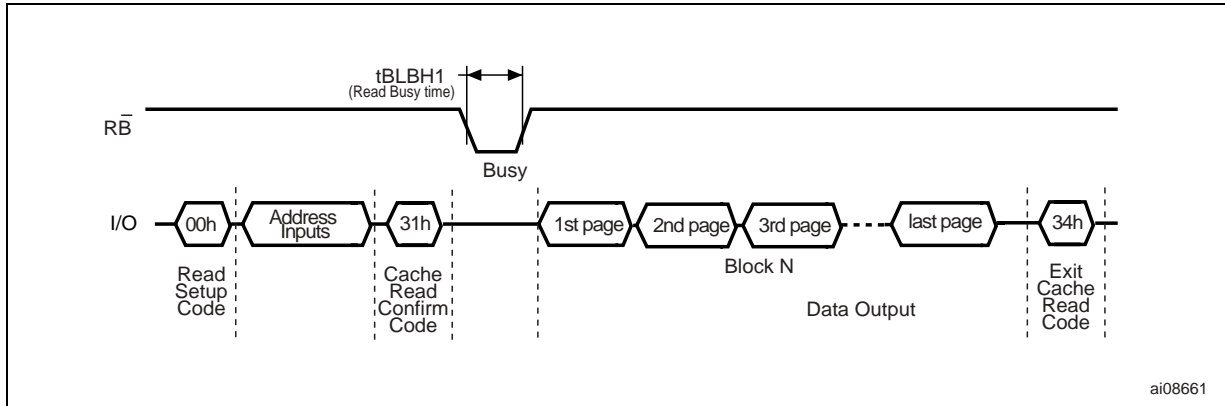 tBLBH1
(Read Busy time)
RB̅
Busy
I/O
00h
Address
Inputs
31h
1st page
2nd page
3rd page
last page
34h
Read
Setup
Code
Cache
Read
Confirm
Code
Block N
Data Output
Exit
Cache
Read
Code
ai08661